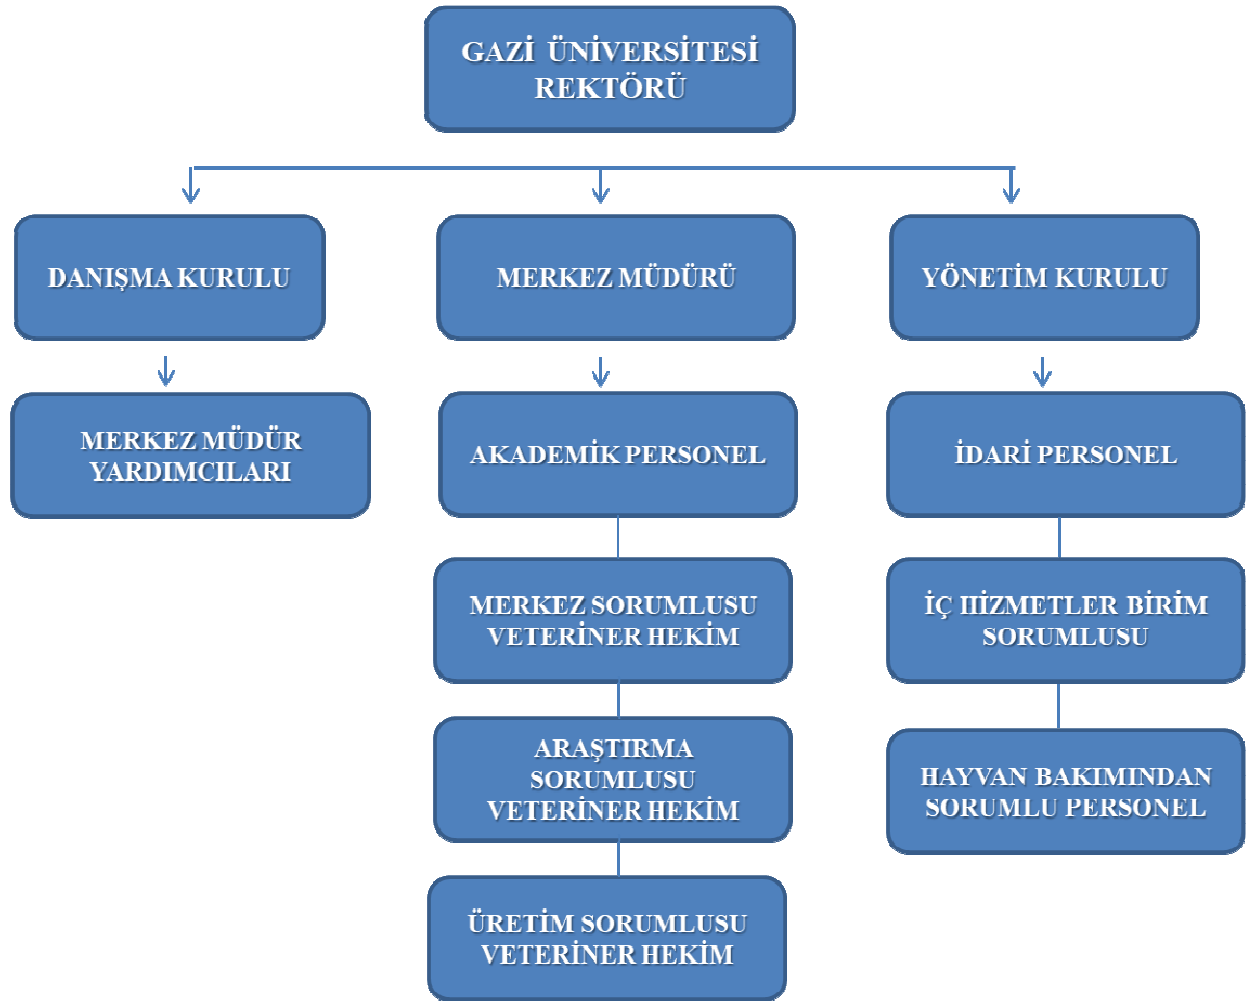 GAZİ ÜNİVERSİTESİ
REKTÖRÜ
DANIŞMA KURULU
MERKEZ MÜDÜRÜ
YÖNETİM KURULU
MERKEZ MÜDÜR
YARDIMCILARI
AKADEMİK PERSONEL
İDARİ PERSONEL
MERKEZ SORUMLUSU
VETERİNER HEKİM
İÇ HİZMETLER BİRİM
SORUMLUSU
ARAŞTIRMA
SORUMLUSU
VETERİNER HEKİM
HAYVAN BAKIMINDAN
SORUMLU PERSONEL
ÜRETİM SORUMLUSU
VETERİNER HEKİM